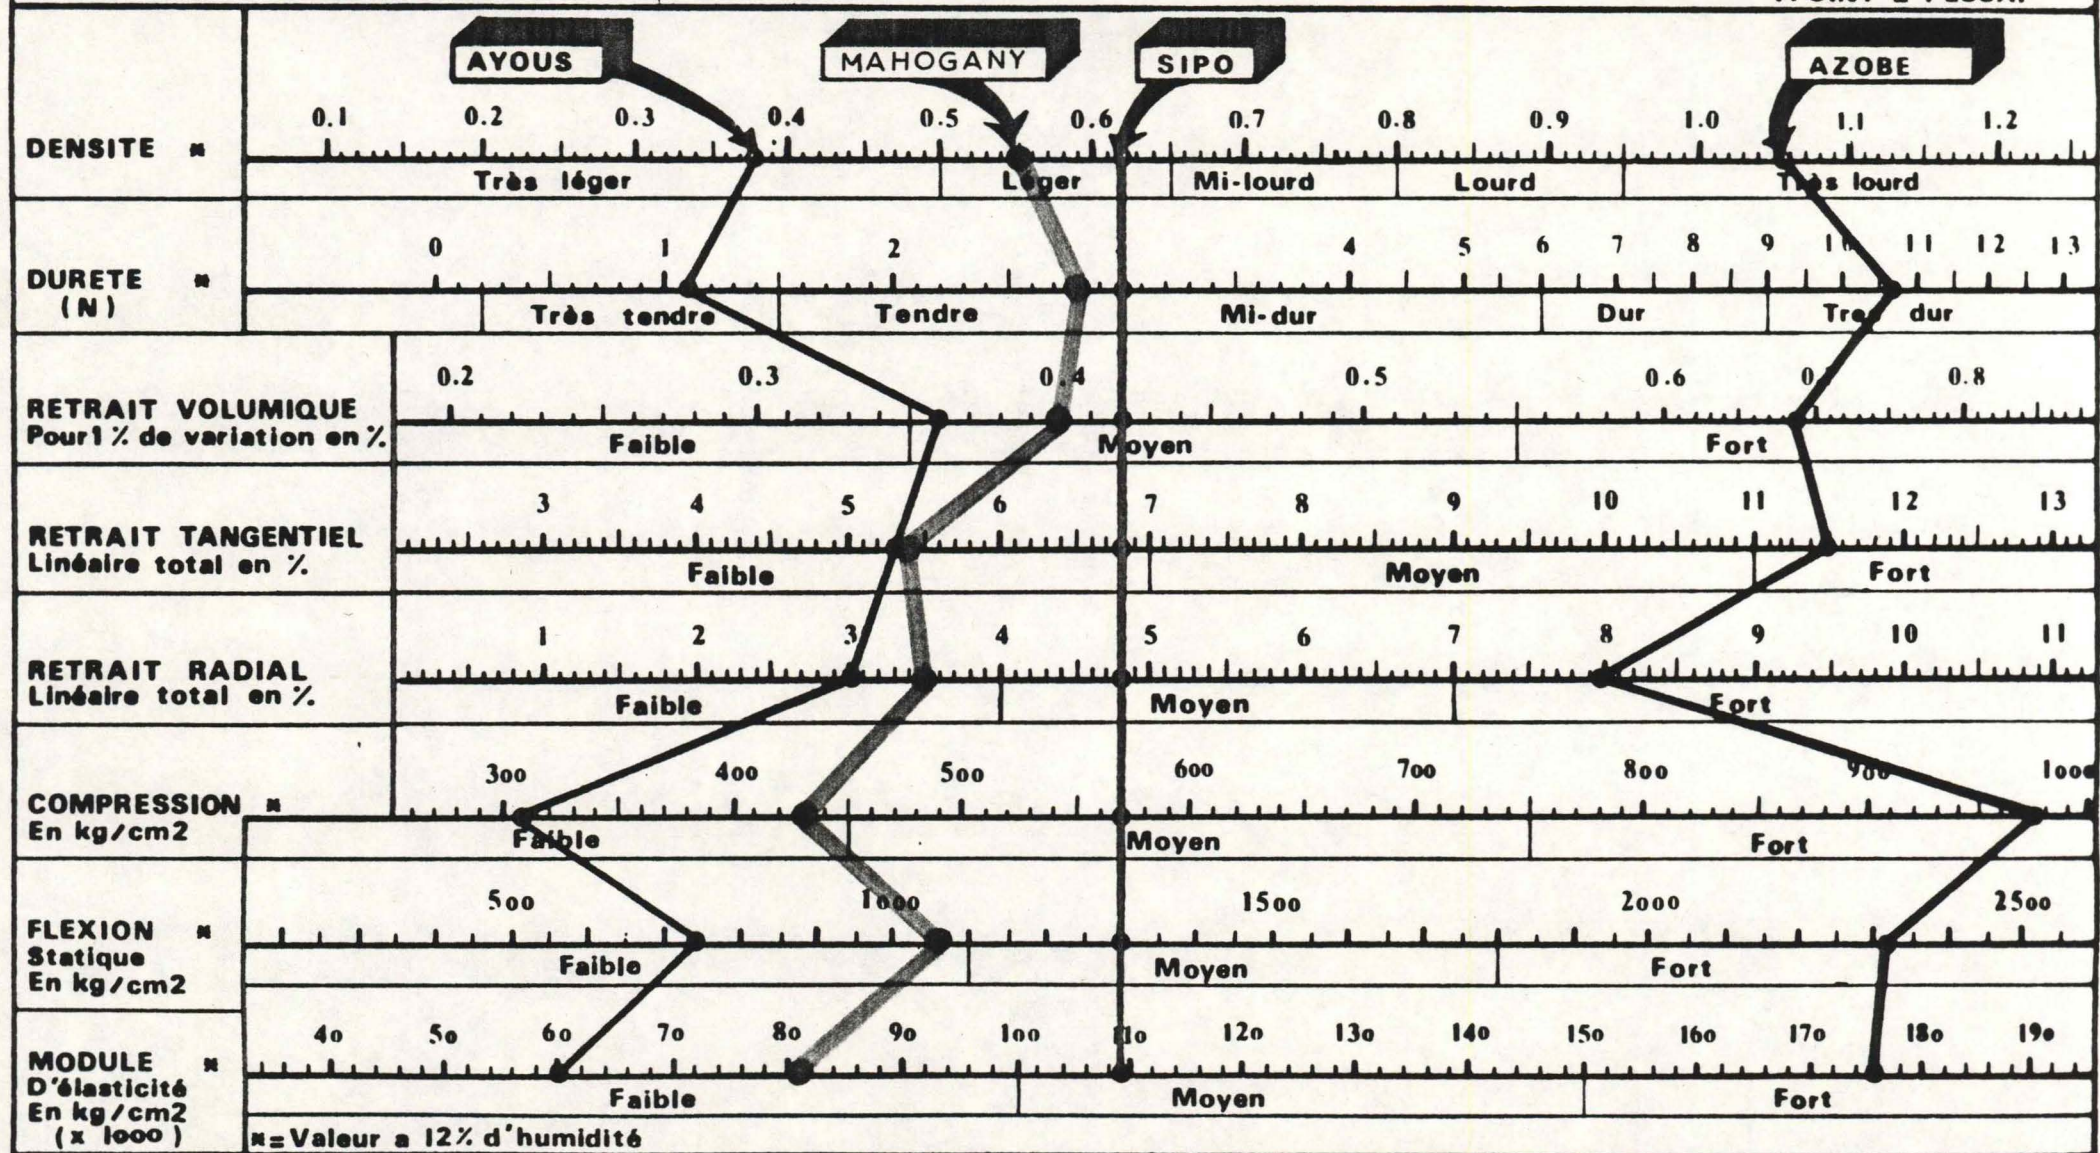 AYOUS MAHOGANY SIPO AZOBE
0.1 0.2 0.3 0.4 0.5 0.6 0.7 0.8 0.9 1.0 1.1 1.2
DENSITE ×
Très léger Léger Mi-lourd Lourd Très lourd
0 1 2 4 5 6 7 8 9 10 11 12 13
DURETE ×
(N)
Très tendre Tendre Mi-dur Dur Tres dur
0.2 0.3 0.4 0.5 0.6 0.8
RETRAIT VOLUMIQUE
Pour 1 % de variation en %.
Faible Moyen Fort
3 4 5 6 7 8 9 10 11 12 13
RETRAIT TANGENTIEL
Linéaire total en %.
Faible Moyen Fort
1 2 3 4 5 6 7 8 9 10 11
RETRAIT RADIAL
Linéaire total en %.
Faible Moyen Fort
300 400 500 600 700 800 900 1000
COMPRESSION ×
En kg/cm2
Faible Moyen Fort
500 1000 1500 2000 2500
FLEXION ×
Statique
En kg/cm2
Faible Moyen Fort
40 50 60 70 80 90 100 110 120 130 140 150 160 170 180 190
MODULE ×
D'élasticité
En kg/cm2
(x 1000)
Faible Moyen Fort
×=Valeur a 12% d'humidité